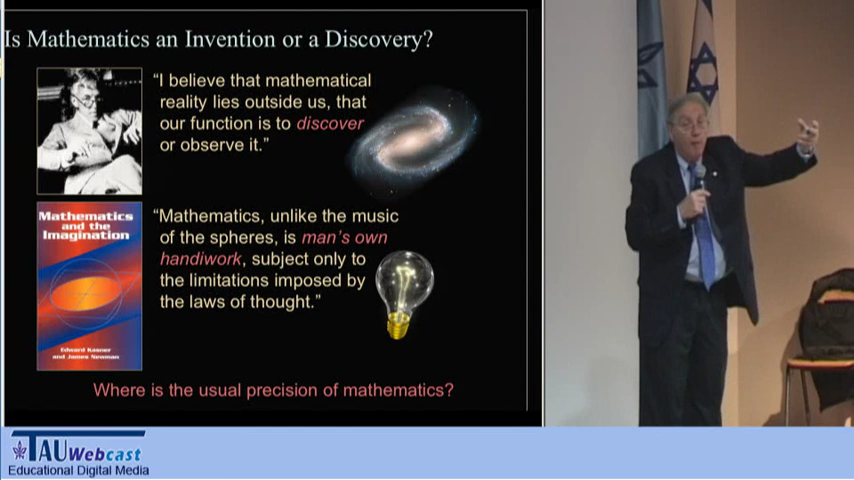 Is Mathematics an Invention or a Discovery?
“I believe that mathematical
reality lies outside us, that
our function is to discover
or observe it.”
Mathematics
and the
Imagination
Edward Kasner
and James Newman
“Mathematics, unlike the music
of the spheres, is man’s own
handiwork, subject only to
the limitations imposed by
the laws of thought.”
Where is the usual precision of mathematics?
TAU Webcast
Educational Digital Media